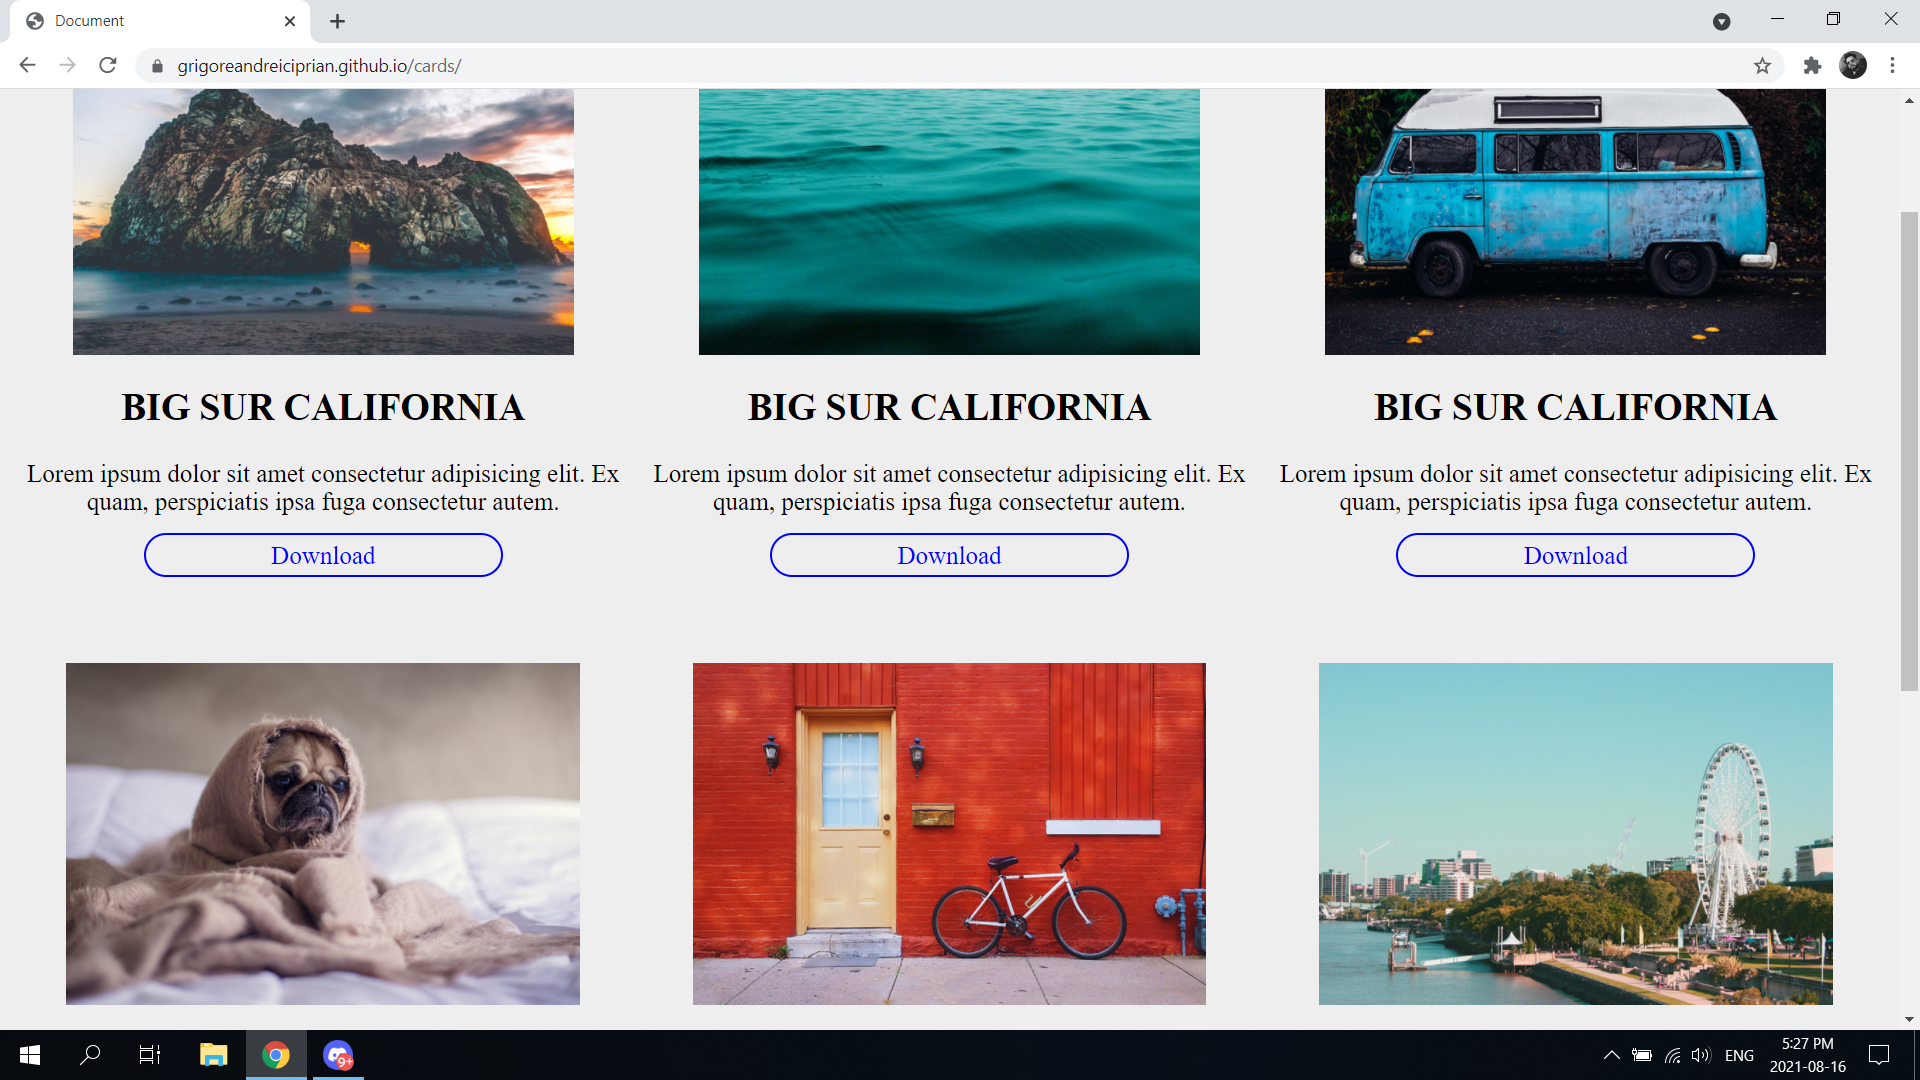 Document
grigoreandreiciprian.github.io/cards/
BIG SUR CALIFORNIA
Lorem ipsum dolor sit amet consectetur adipisicing elit. Ex
quam, perspiciatis ipsa fuga consectetur autem.
Download
BIG SUR CALIFORNIA
Lorem ipsum dolor sit amet consectetur adipisicing elit. Ex
quam, perspiciatis ipsa fuga consectetur autem.
Download
BIG SUR CALIFORNIA
Lorem ipsum dolor sit amet consectetur adipisicing elit. Ex
quam, perspiciatis ipsa fuga consectetur autem.
Download
9+
ENG
5:27 PM
2021-08-16